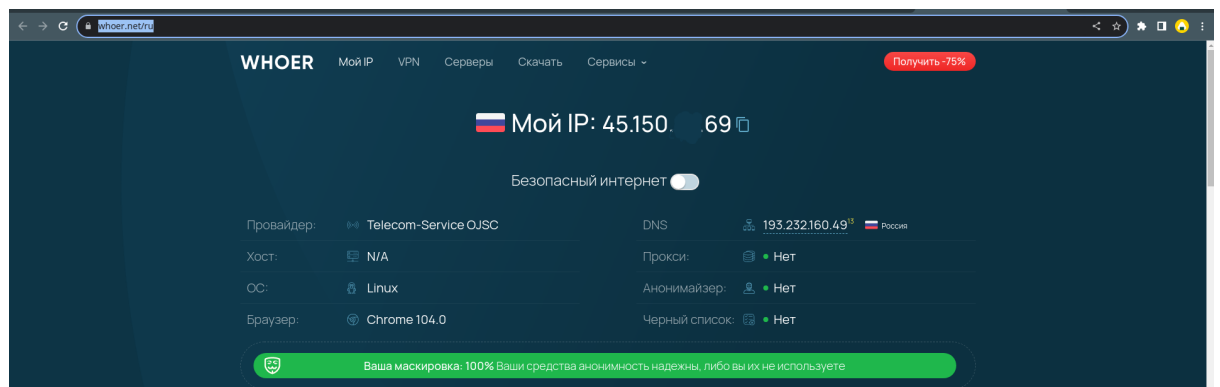 whoer.net/ru
WHOER Мой IP VPN Серверы Скачать Сервисы Получить -75%
Мой IP: 45.150. .69
Безопасный интернет
Провайдер: Telecom-Service OJSC DNS 193.232.160.49 13 Россия
Хост: N/A Прокси: Нет
ОС: Linux Анонимайзер: Нет
Браузер: Chrome 104.0 Черный список: Нет
Ваша маскировка: 100% Ваши средства анонимность надежны, либо вы их не используете